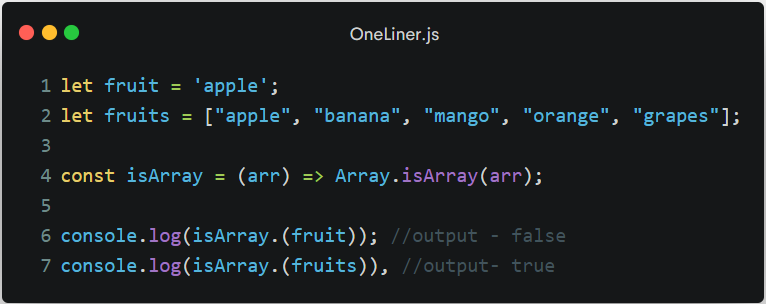 OneLiner.js
1 let fruit = 'apple';
2 let fruits = ["apple", "banana", "mango", "orange", "grapes"];
3
4 const isArray = (arr) => Array.isArray(arr);
5
6 console.log(isArray.(fruit)); //output - false
7 console.log(isArray.(fruits)), //output- true